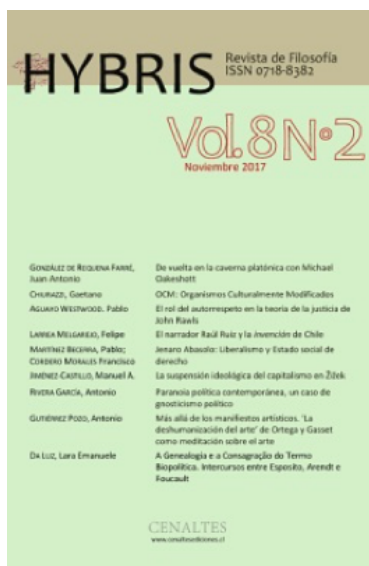 HYBRIS
Revista de Filosofía
ISSN 0718-8382
Vol.8 Nº2
Noviembre 2017
GONZÁLEZ DE REQUENA FARRÉ, Juan Antonio
De vuelta en la caverna platónica con Michael Oakeshott
CHIURAZZI, Gaetano
OCM: Organismos Culturalmente Modificados
AGUAYO WESTWOOD. Pablo
El rol del autorrespeto en la teoría de la justicia de John Rawls
LARREA MELGAREJO, Felipe
El narrador Raúl Ruiz y la invención de Chile
MARTÍNEZ BECERRA, Pablo; CORDERO MORALES Francisco
Jenaro Abasolo: Liberalismo y Estado social de derecho
JIMÉNEZ-CASTILLO, Manuel A.
La suspensión ideológica del capitalismo en Žižek
RIVERA GARCÍA, Antonio
Paranoia política contemporánea, un caso de gnosticismo político
GUTIÉRREZ POZO, Antonio
Más allá de los manifiestos artísticos. 'La deshumanización del arte' de Ortega y Gasset como meditación sobre el arte
DA LUZ, Lara Emanuele
A Genealogia e a Consagração do Termo Biopolítica. Intercursos entre Esposito, Arendt e Foucault
CENALTES
www.cenaltesediciones.cl